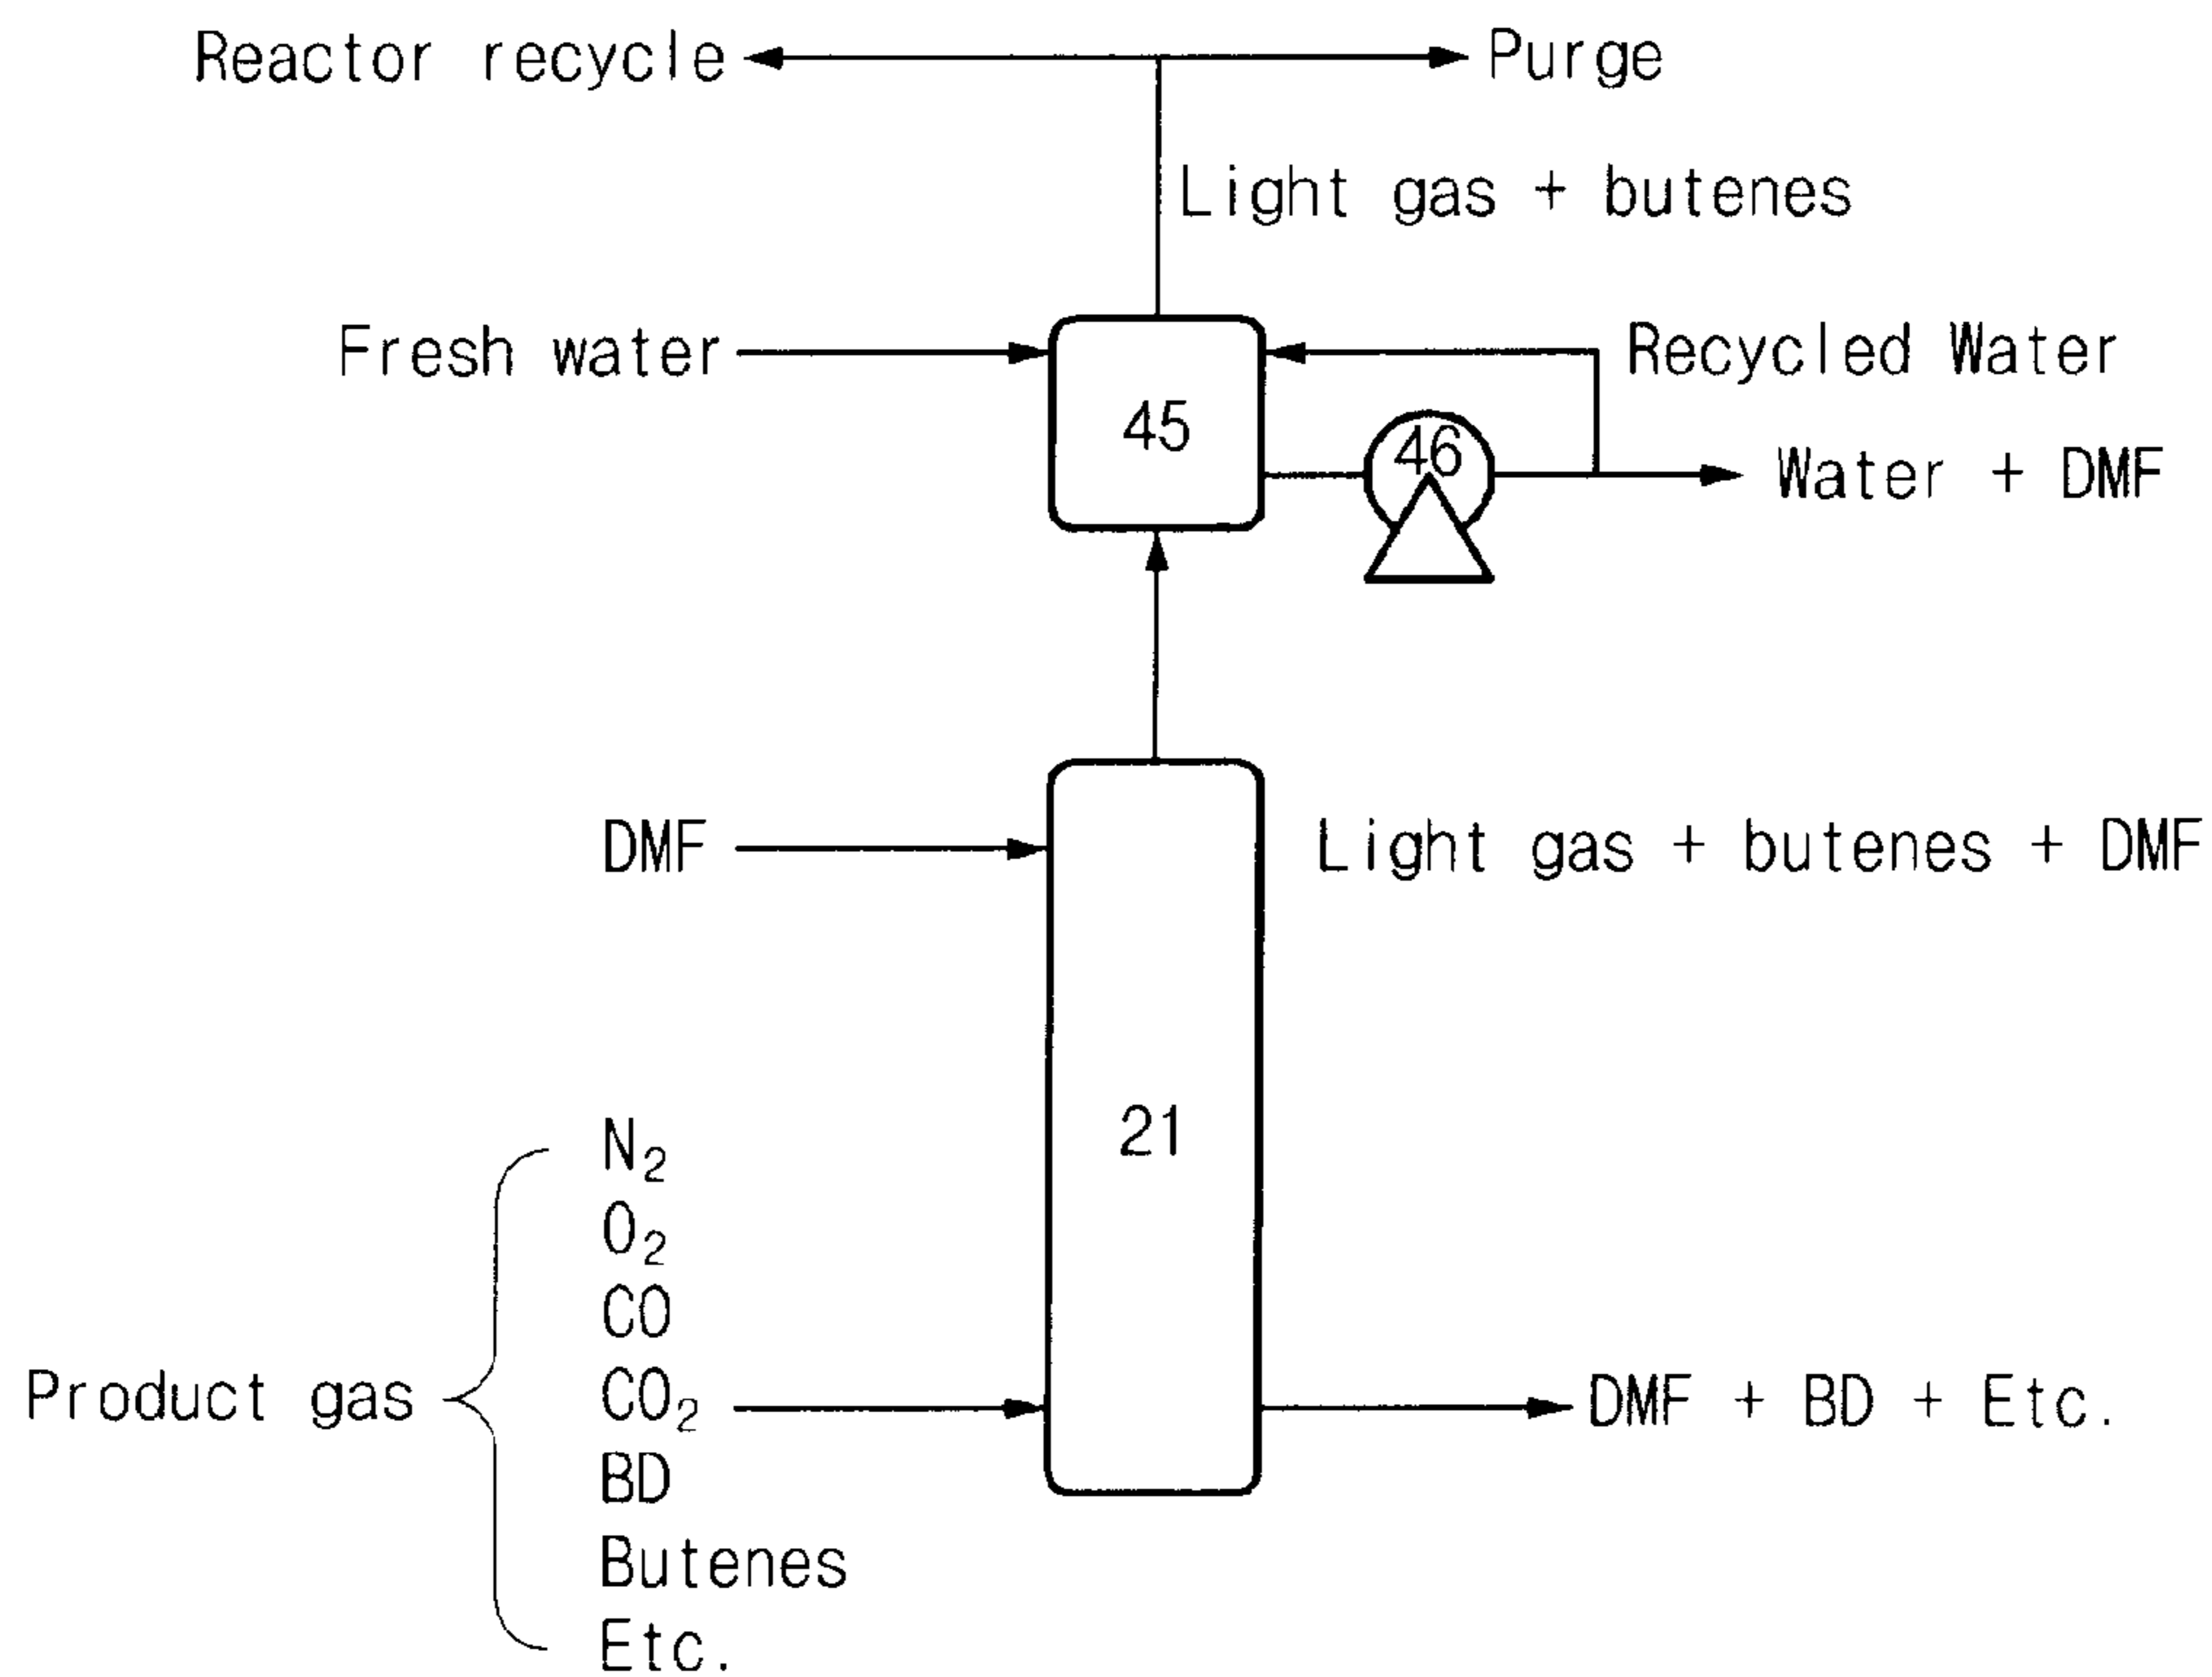 Reactor recycle
Purge
Light gas + butenes
Fresh water
Recycled Water
45
46
Water + DMF
DMF
Light gas + butenes + DMF
21
N₂
O₂
CO
Product gas
CO₂
DMF + BD + Etc.
BD
Butenes
Etc.